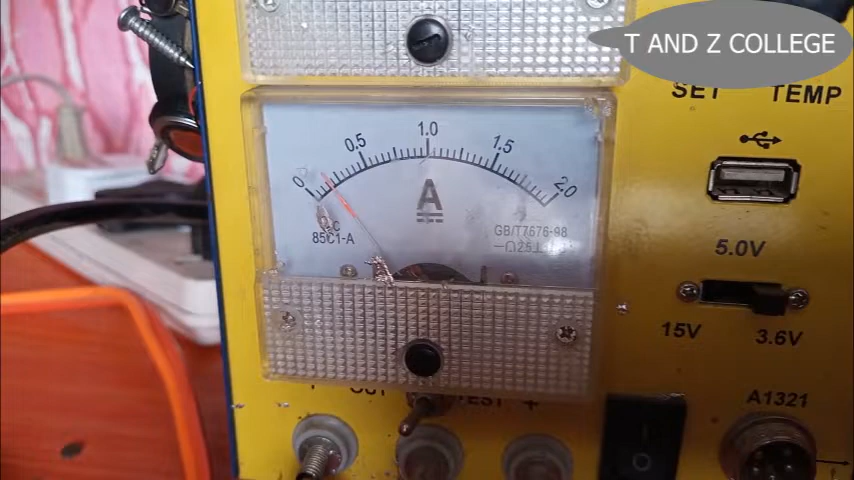 T AND Z COLLEGE
SET TEMP
0 0.5 1.0 1.5 2.0
A
85C1-A
GB/T7676-98
5.0V
15V 3.6V
A1321
+